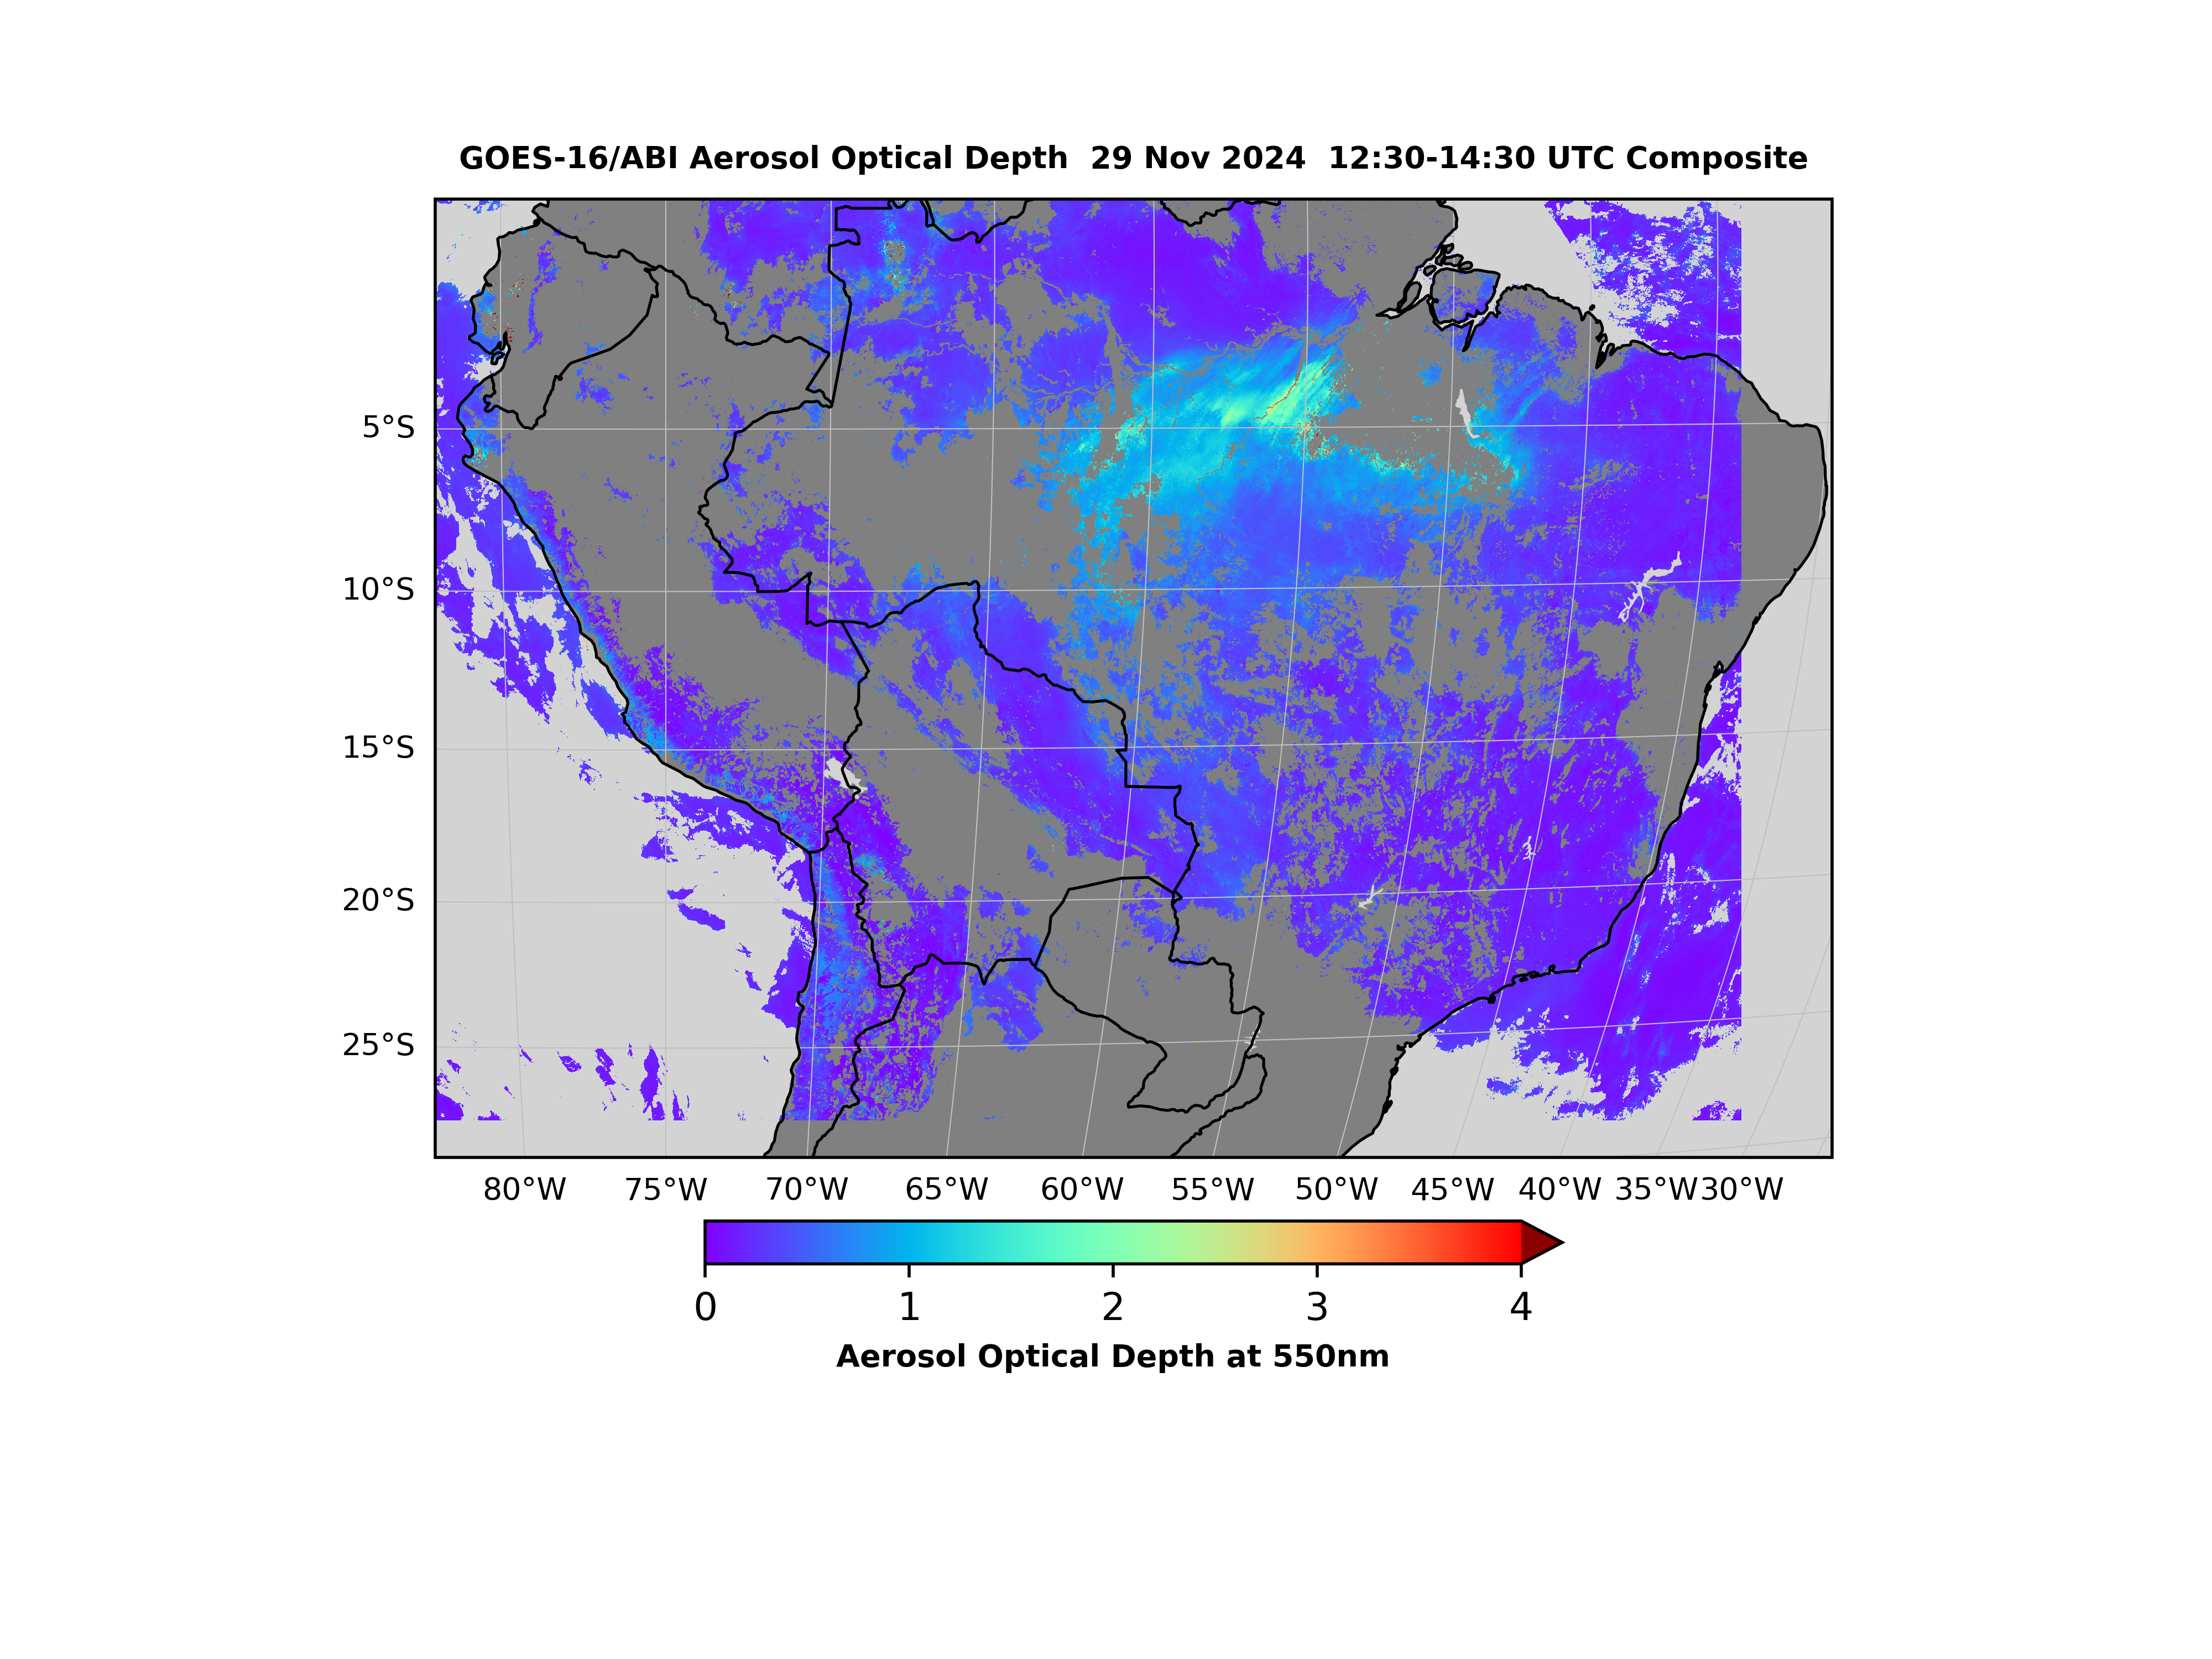 GOES-16/ABI Aerosol Optical Depth  29 Nov 2024  12:30-14:30 UTC Composite
5°S
10°S
15°S
20°S
25°S
80°W 75°W 70°W 65°W 60°W 55°W 50°W 45°W 40°W 35°W 30°W
0 1 2 3 4
Aerosol Optical Depth at 550nm